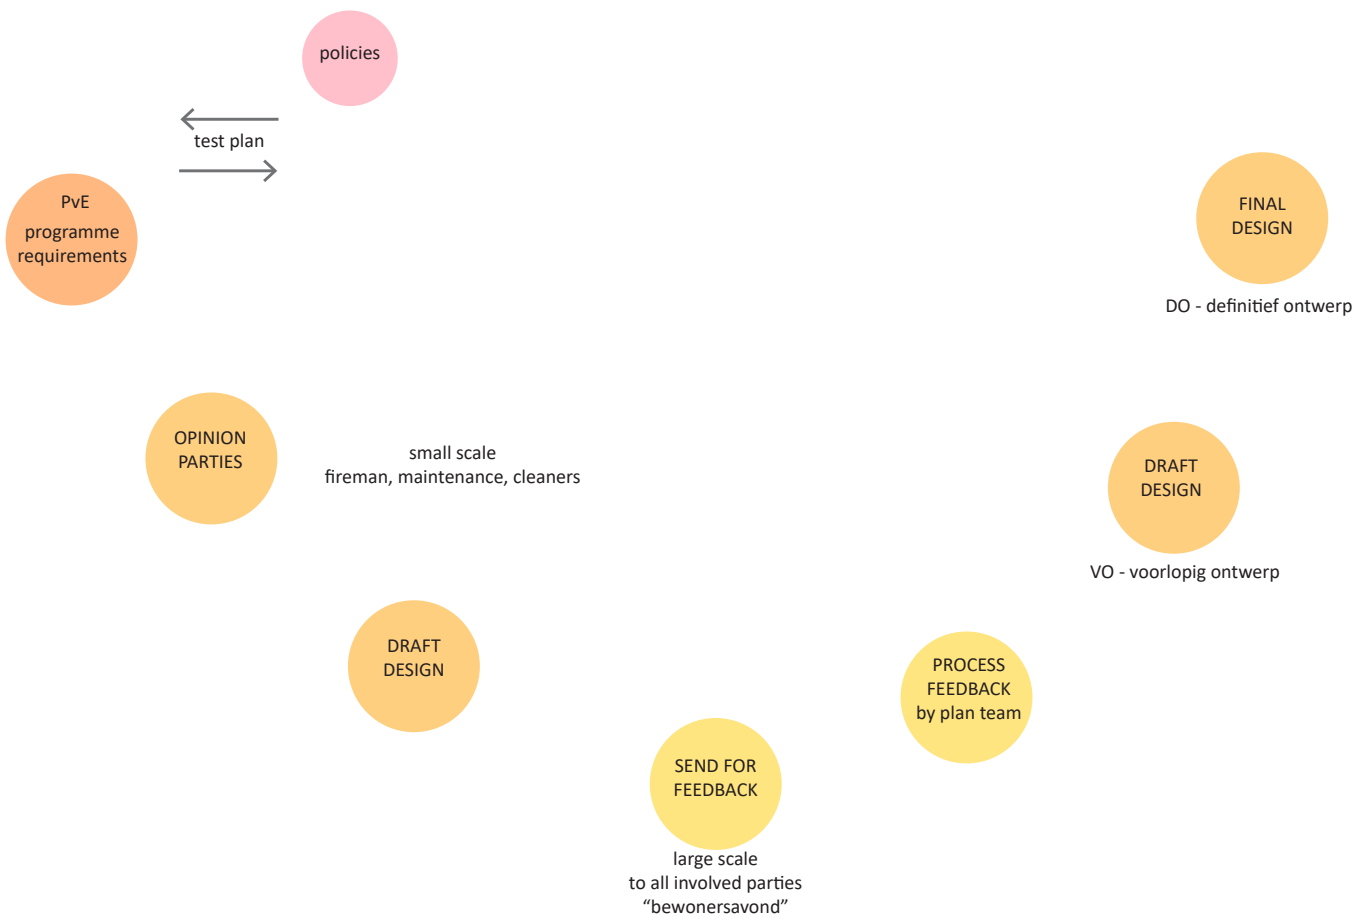 policies
test plan
PvE
programme
requirements
FINAL
DESIGN
DO - definitief ontwerp
OPINION
PARTIES
small scale
fireman, maintenance, cleaners
DRAFT
DESIGN
VO - voorlopig ontwerp
DRAFT
DESIGN
PROCESS
FEEDBACK
by plan team
SEND FOR
FEEDBACK
large scale
to all involved parties
“bewonersavond”